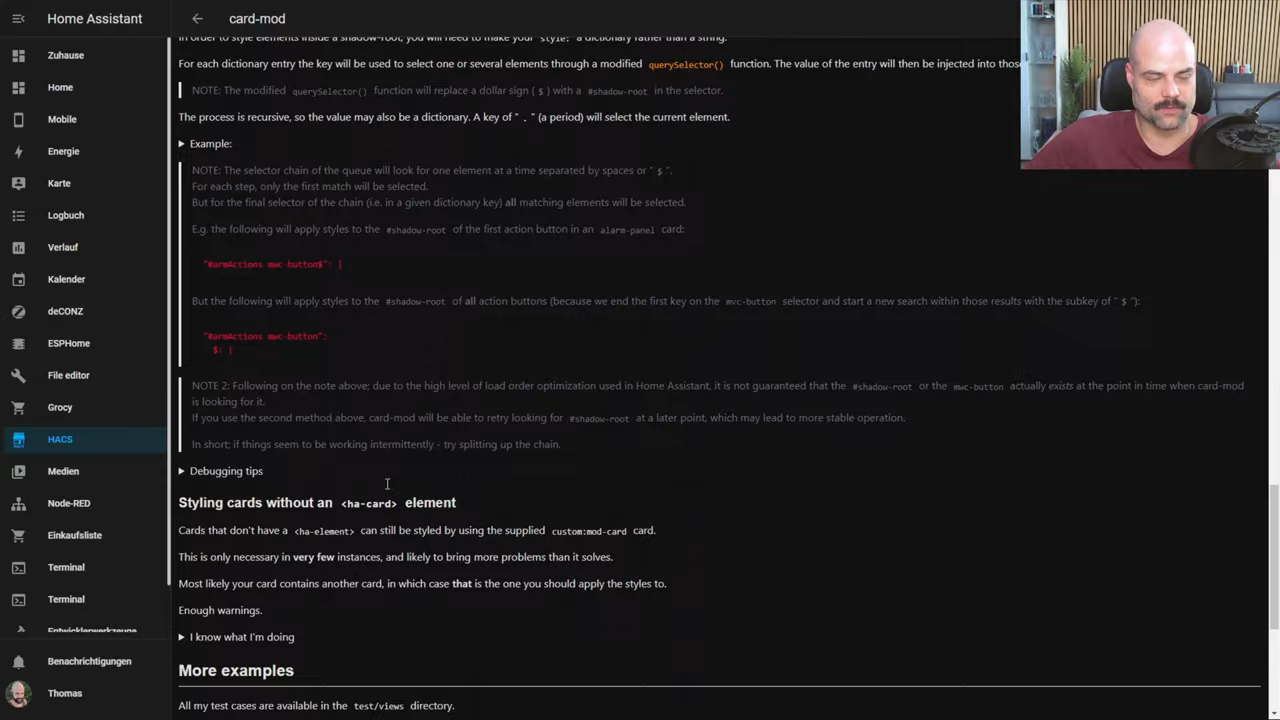 Home Assistant
card-mod
Zuhause
Home
Mobile
Energie
Karte
Logbuch
Verlauf
Kalender
deCONZ
ESPHome
File editor
Grocy
HACS
Medien
Node-RED
Einkaufsliste
Terminal
Terminal
Entwicklerwerkzeuge
Benachrichtigungen
Thomas
In order to style elements inside a shadow-root, you will need to make your style: a dictionary rather than a string.
For each dictionary entry the key will be used to select one or several elements through a modified querySelector() function. The value of the entry will then be injected into those
NOTE: The modified querySelector() function will replace a dollar sign ( $ ) with a #shadow-root in the selector.
The process is recursive, so the value may also be a dictionary. A key of " . " (a period) will select the current element.
Example:
NOTE: The selector chain of the queue will look for one element at a time separated by spaces or " $ ".
For each step, only the first match will be selected.
But for the final selector of the chain (i.e. in a given dictionary key) all matching elements will be selected.
E.g. the following will apply styles to the #shadow-root of the first action button in an alarm-panel card:
"#armActions mwc-button$": |
But the following will apply styles to the #shadow-root of all action buttons (because we end the first key on the mvc-button selector and start a new search within those results with the subkey of " $ "):
"#armActions mwc-button":
$: |
NOTE 2: Following on the note above; due to the high level of load order optimization used in Home Assistant, it is not guaranteed that the #shadow-root or the mwc-button actually exists at the point in time when card-mod
is looking for it.
If you use the second method above, card-mod will be able to retry looking for #shadow-root at a later point, which may lead to more stable operation.
In short; if things seem to be working intermittently - try splitting up the chain.
Debugging tips
Styling cards without an <ha-card> element
Cards that don't have a <ha-element> can still be styled by using the supplied custom:mod-card card.
This is only necessary in very few instances, and likely to bring more problems than it solves.
Most likely your card contains another card, in which case that is the one you should apply the styles to.
Enough warnings.
I know what I'm doing
More examples
All my test cases are available in the test/views directory.